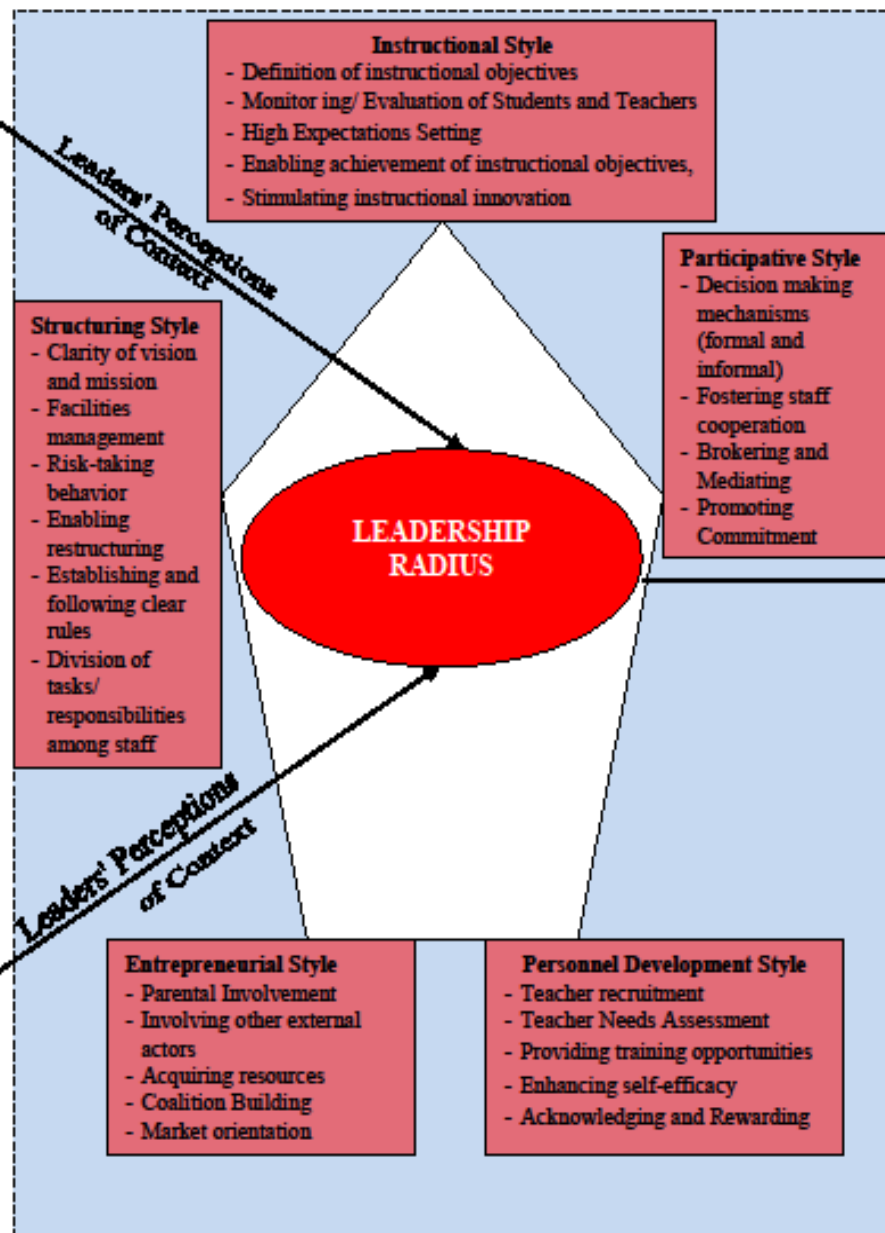 Instructional Style
- Definition of instructional objectives
- Monitor ing/ Evaluation of Students and Teachers
- High Expectations Setting
- Enabling achievement of instructional objectives,
- Stimulating instructional innovation
Leaders' Perceptions
of Context
Participative Style
- Decision making
mechanisms
(formal and
informal)
- Fostering staff
cooperation
- Brokering and
Mediating
- Promoting
Commitment
Structuring Style
- Clarity of vision
and mission
- Facilities
management
- Risk-taking
behavior
- Enabling
restructuring
- Establishing and
following clear
rules
- Division of
tasks/
responsibilities
among staff
LEADERSHIP
RADIUS
Leaders' Perceptions
of Context
Entrepreneurial Style
- Parental Involvement
- Involving other external
actors
- Acquiring resources
- Coalition Building
- Market orientation
Personnel Development Style
- Teacher recruitment
- Teacher Needs Assessment
- Providing training opportunities
- Enhancing self-efficacy
- Acknowledging and Rewarding